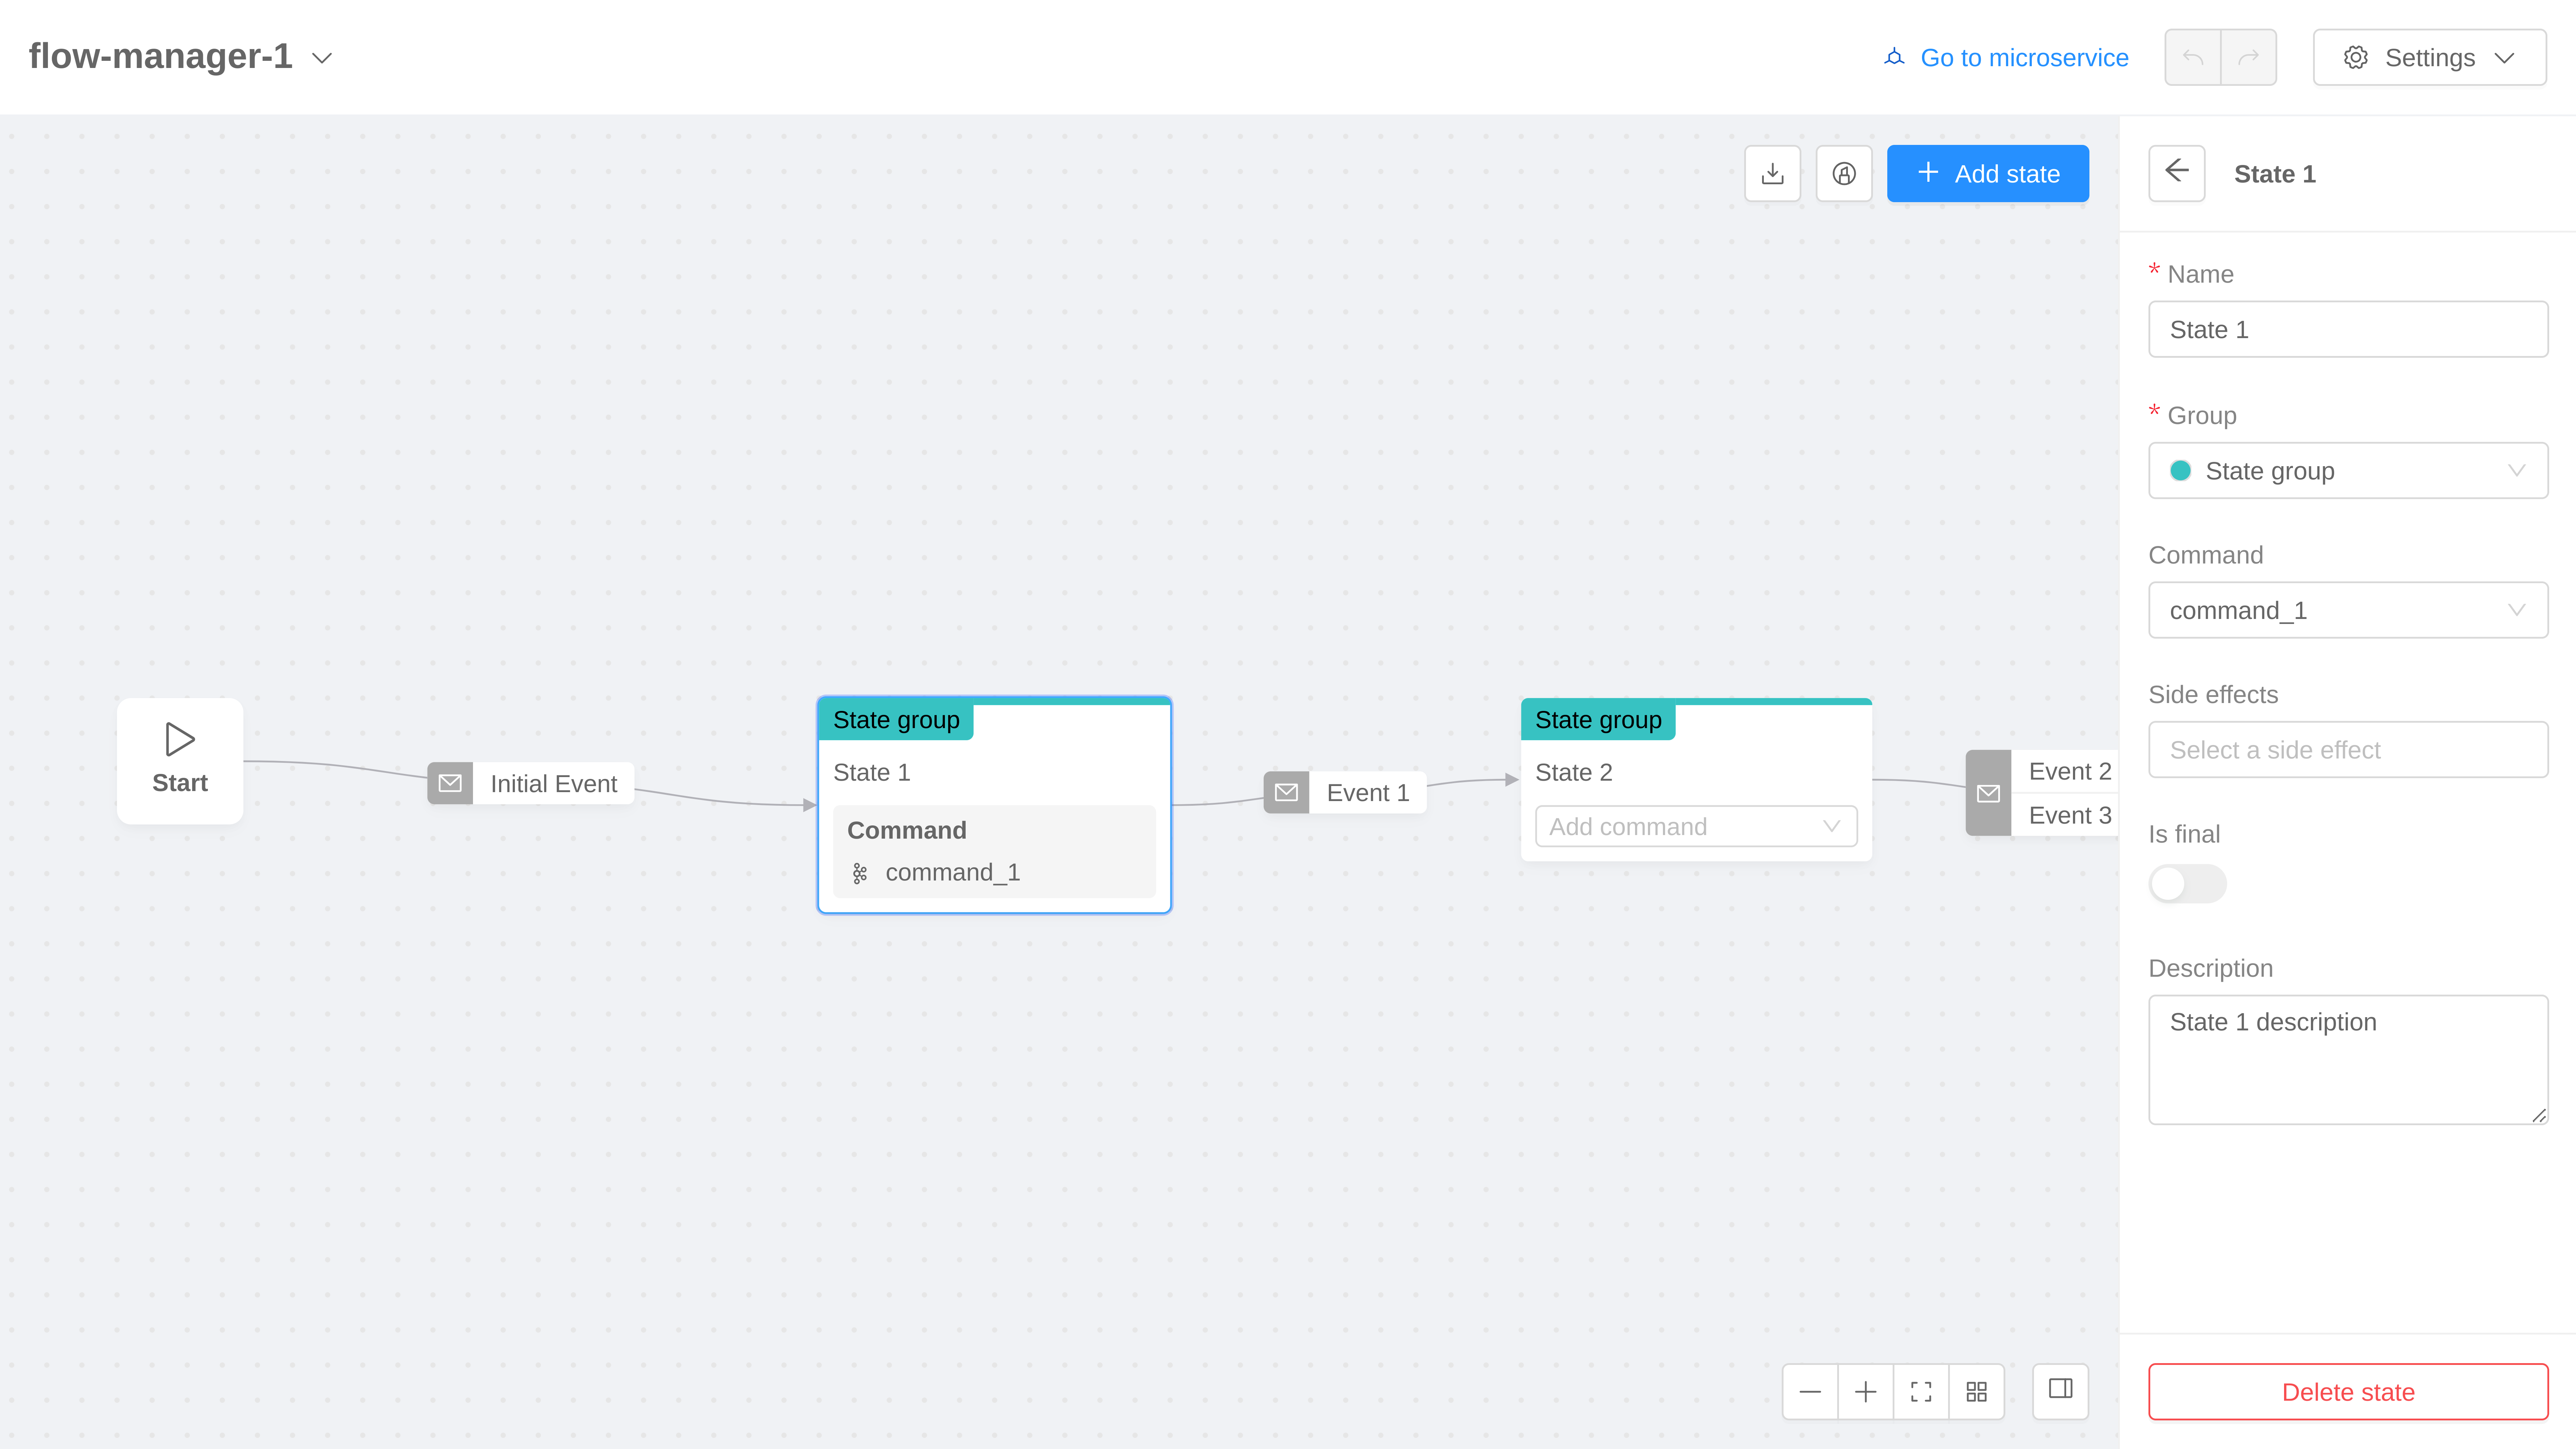 flow-manager-1
Go to microservice
Settings
Add state
State 1
* Name
State 1
* Group
State group
Command
command_1
Side effects
Select a side effect
Is final
Description
State 1 description
Delete state
Start
Initial Event
State group
State 1
Command
command_1
Event 1
State group
State 2
Add command
Event 2
Event 3